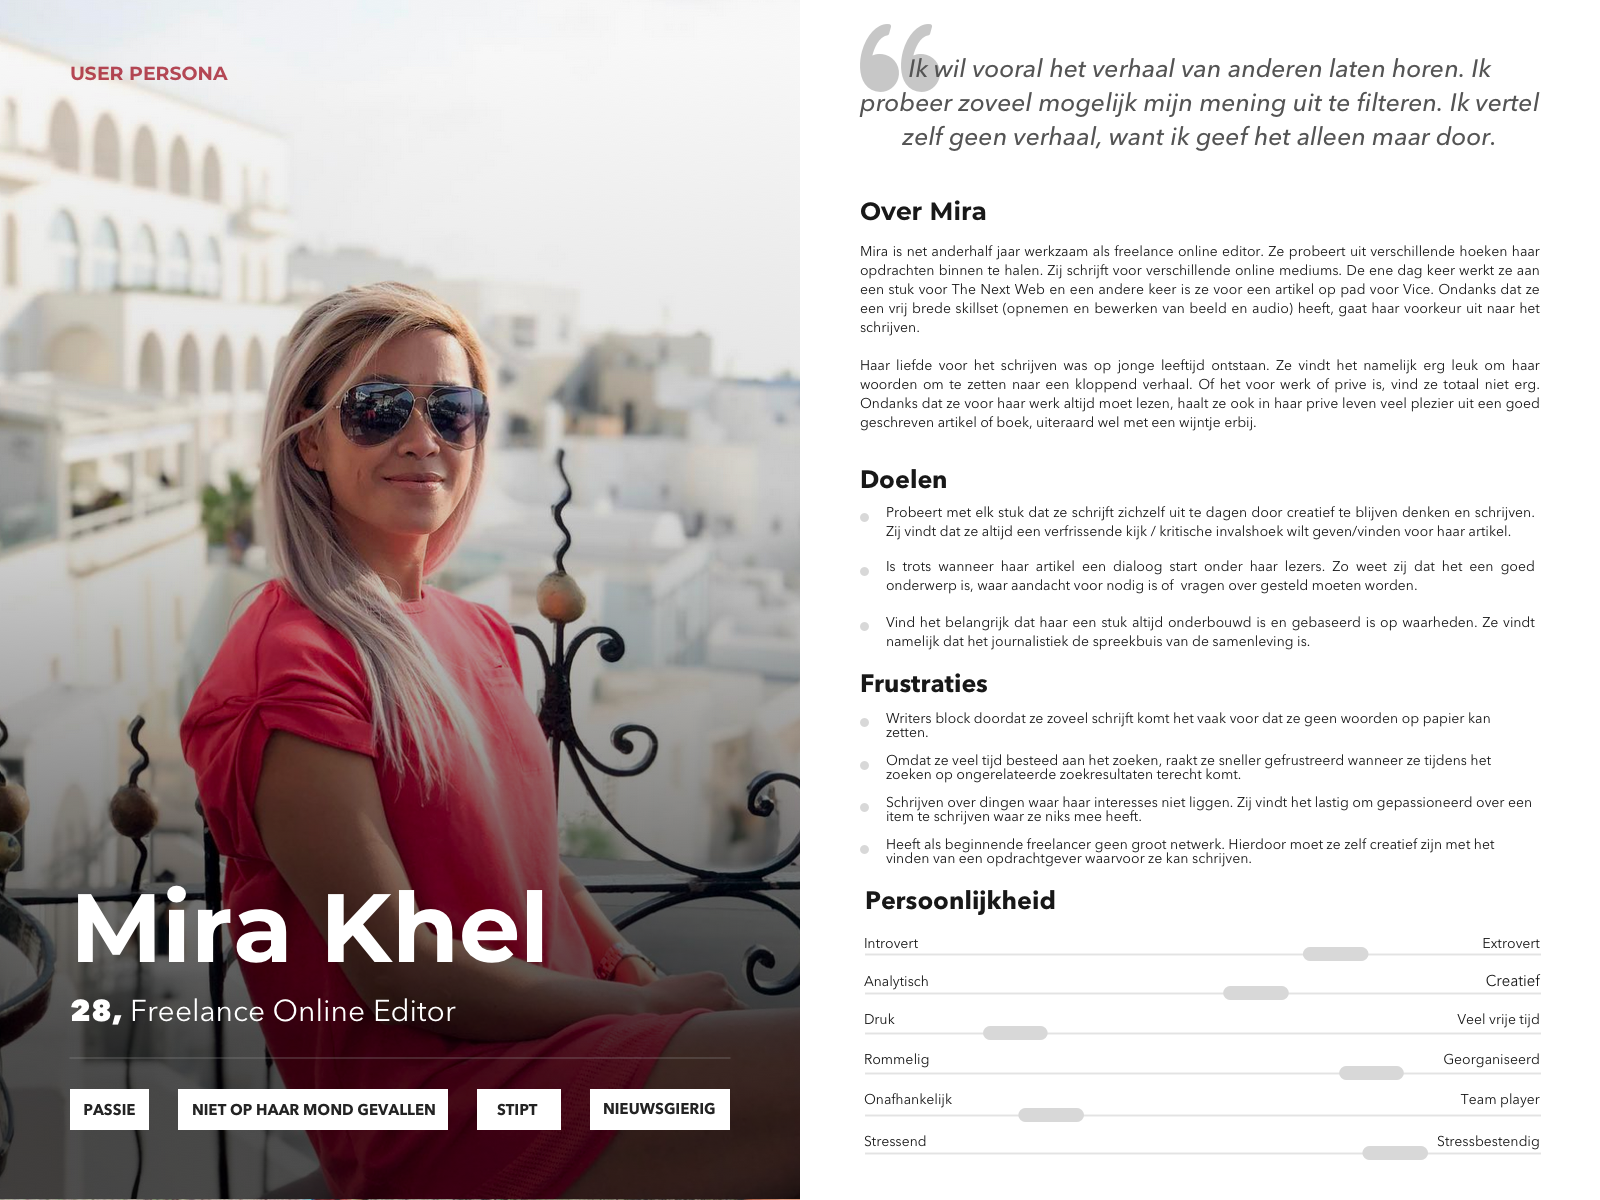 USER PERSONA
Mira Khel
28, Freelance Online Editor
PASSIE
NIET OP HAAR MOND GEVALLEN
STIPT
NIEUWSGIERIG
“
Ik wil vooral het verhaal van anderen laten horen. Ik
probeer zoveel mogelijk mijn mening uit te filteren. Ik vertel
zelf geen verhaal, want ik geef het alleen maar door.
Over Mira
Mira is net anderhalf jaar werkzaam als freelance online editor. Ze probeert uit verschillende hoeken haar
opdrachten binnen te halen. Zij schrijft voor verschillende online mediums. De ene dag keer werkt ze aan
een stuk voor The Next Web en een andere keer is ze voor een artikel op pad voor Vice. Ondanks dat ze
een vrij brede skillset (opnemen en bewerken van beeld en audio) heeft, gaat haar voorkeur uit naar het
schrijven.
Haar liefde voor het schrijven was op jonge leeftijd ontstaan. Ze vindt het namelijk erg leuk om haar
woorden om te zetten naar een kloppend verhaal. Of het voor werk of prive is, vind ze totaal niet erg.
Ondanks dat ze voor haar werk altijd moet lezen, haalt ze ook in haar prive leven veel plezier uit een goed
geschreven artikel of boek, uiteraard wel met een wijntje erbij.
Doelen
Probeert met elk stuk dat ze schrijft zichzelf uit te dagen door creatief te blijven denken en schrijven.
Zij vindt dat ze altijd een verfrissende kijk / kritische invalshoek wilt geven/vinden voor haar artikel.
Is trots wanneer haar artikel een dialoog start onder haar lezers. Zo weet zij dat het een goed
onderwerp is, waar aandacht voor nodig is of  vragen over gesteld moeten worden.
Vind het belangrijk dat haar een stuk altijd onderbouwd is en gebaseerd is op waarheden. Ze vindt
namelijk dat het journalistiek de spreekbuis van de samenleving is.
Frustraties
Writers block doordat ze zoveel schrijft komt het vaak voor dat ze geen woorden op papier kan
zetten.
Omdat ze veel tijd besteed aan het zoeken, raakt ze sneller gefrustreerd wanneer ze tijdens het
zoeken op ongerelateerde zoekresultaten terecht komt.
Schrijven over dingen waar haar interesses niet liggen. Zij vindt het lastig om gepassioneerd over een
item te schrijven waar ze niks mee heeft.
Heeft als beginnende freelancer geen groot netwerk. Hierdoor moet ze zelf creatief zijn met het
vinden van een opdrachtgever waarvoor ze kan schrijven.
Persoonlijkheid
Introvert Extrovert
Analytisch Creatief
Druk Veel vrije tijd
Rommelig Georganiseerd
Onafhankelijk Team player
Stressend Stressbestendig